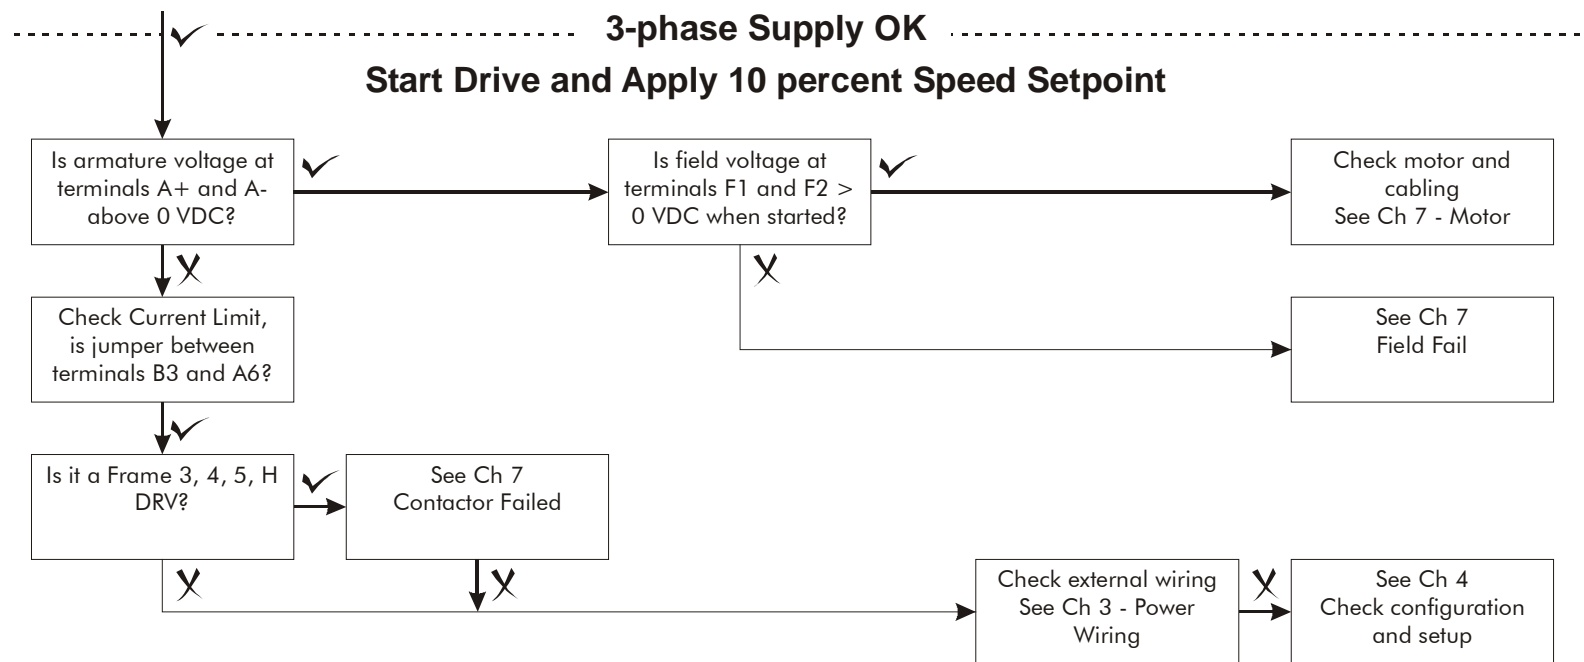 3-phase Supply OK
Start Drive and Apply 10 percent Speed Setpoint
Is armature voltage at
terminals A+ and A-
above 0 VDC?
Is field voltage at
terminals F1 and F2 >
0 VDC when started?
Check motor and
cabling
See Ch 7 - Motor
Check Current Limit,
is jumper between
terminals B3 and A6?
See Ch 7
Field Fail
Is it a Frame 3, 4, 5, H
DRV?
See Ch 7
Contactor Failed
Check external wiring
See Ch 3 - Power
Wiring
See Ch 4
Check configuration
and setup